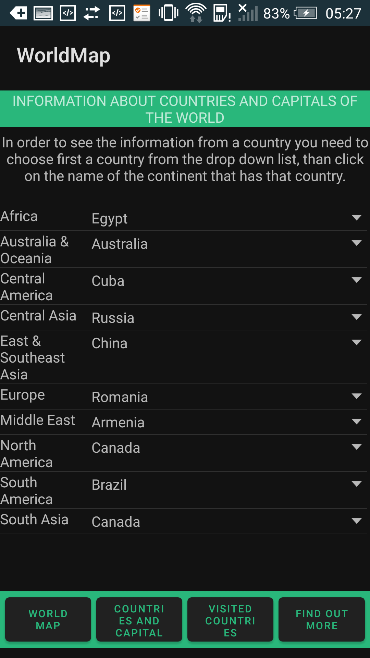 83% 05:27
WorldMap
INFORMATION ABOUT COUNTRIES AND CAPITALS OF
THE WORLD
In order to see the information from a country you need to
choose first a country from the drop down list, than click
on the name of the continent that has that country.
Africa Egypt
Australia & Australia
Oceania
Central Cuba
America
Central Asia Russia
East & China
Southeast
Asia
Europe Romania
Middle East Armenia
North Canada
America
South Brazil
America
South Asia Canada
WORLD
MAP
COUNTRI
ES AND
CAPITAL
VISITED
COUNTRI
ES
FIND OUT
MORE